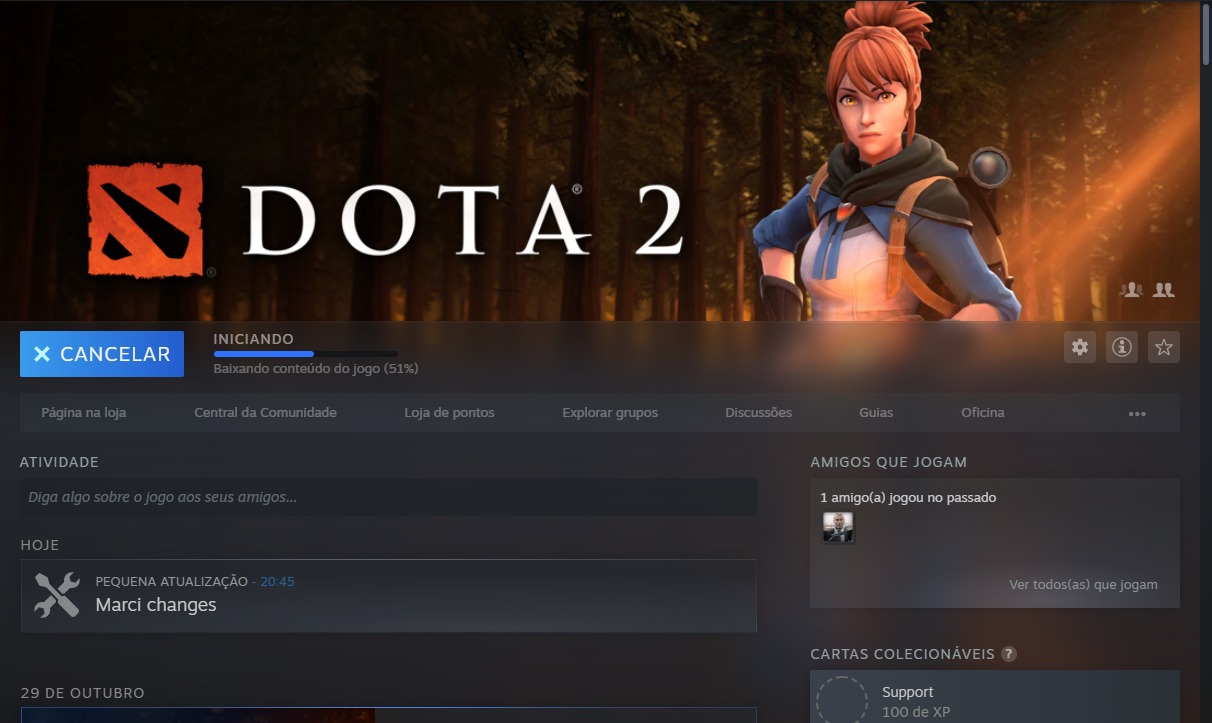 DOTA 2
CANCELAR
INICIANDO
Baixando conteúdo do jogo (51%)
Página na loja
Central da Comunidade
Loja de pontos
Explorar grupos
Discussões
Guias
Oficina
ATIVIDADE
Diga algo sobre o jogo aos seus amigos...
HOJE
PEQUENA ATUALIZAÇÃO - 20:45
Marci changes
29 DE OUTUBRO
AMIGOS QUE JOGAM
1 amigo(a) jogou no passado
Ver todos(as) que jogam
CARTAS COLECIONÁVEIS ?
Support
100 de XP